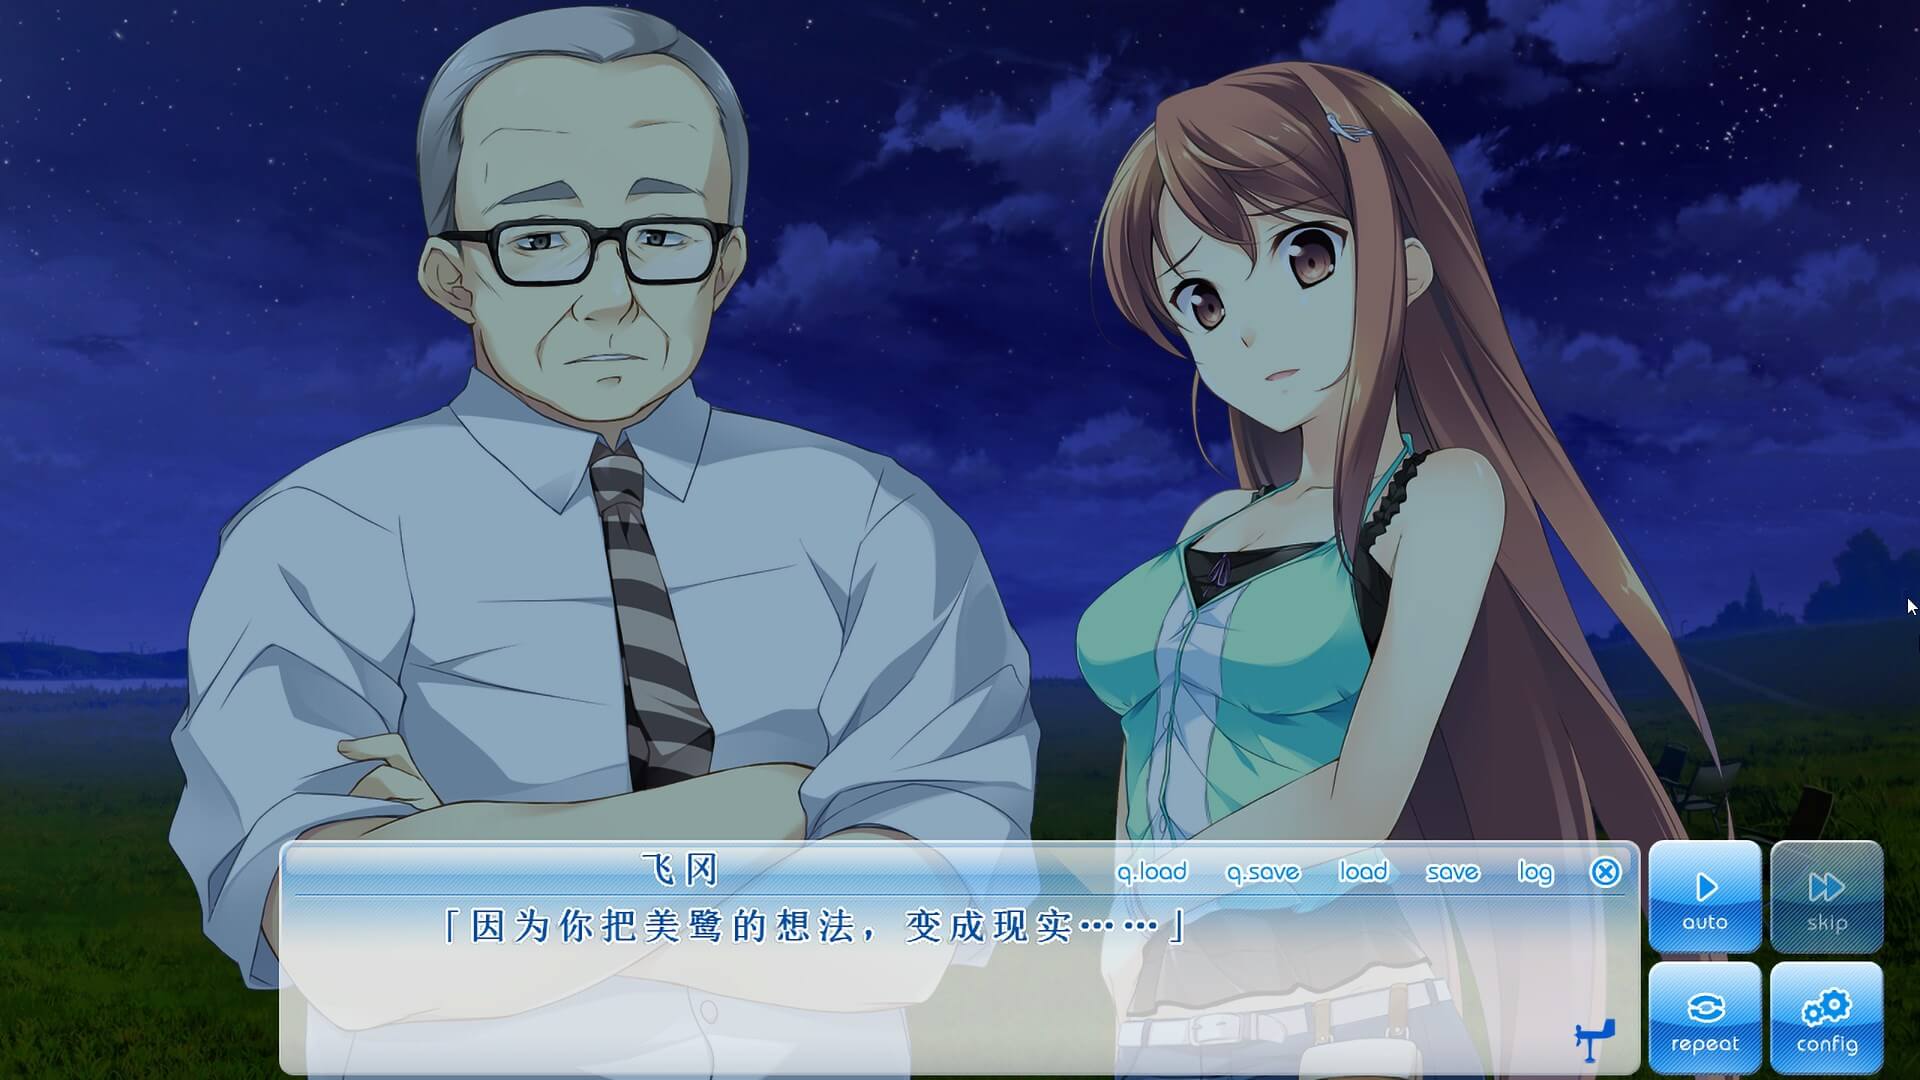 飞冈
q.load q.save load save log
「因为你把美鹭的想法，变成现实……」
auto
skip
repeat
config